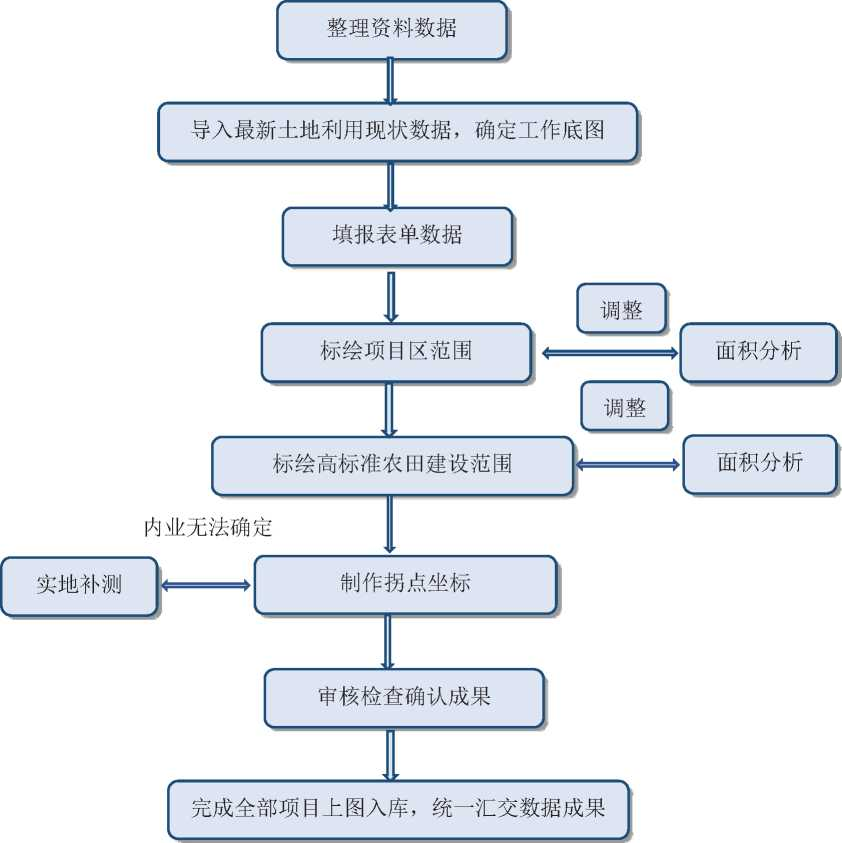 整理资料数据
导入最新土地利用现状数据，确定工作底图
填报表单数据
调整
标绘项目区范围
面积分析
调整
标绘高标准农田建设范围
面积分析
内业无法确定
实地补测
制作拐点坐标
审核检查确认成果
完成全部项目上图入库，统一汇交数据成果